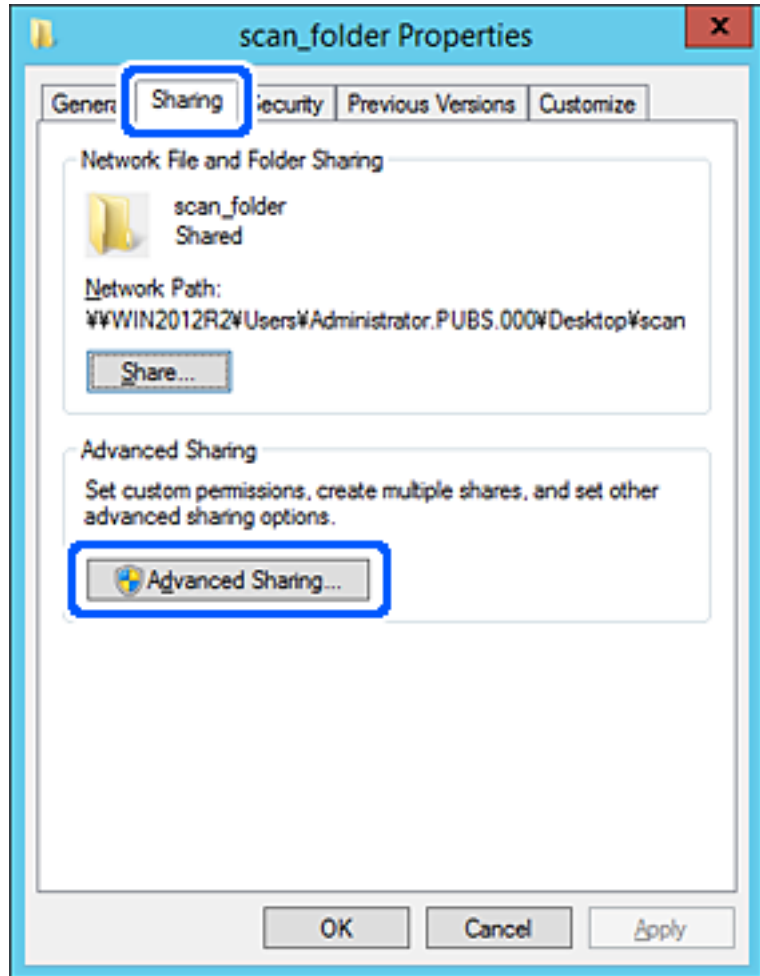 scan_folder Properties
x
Sharing
Previous Versions
Customize
Network File and Folder Sharing
scan_folder
Shared
Network Path:
¥¥WIN2012R2¥Users¥Administrator.PUBS.000¥Desktop¥scan
Share...
Advanced Sharing
Set custom permissions, create multiple shares, and set other
advanced sharing options.
Advanced Sharing...
OK
Cancel
Apply